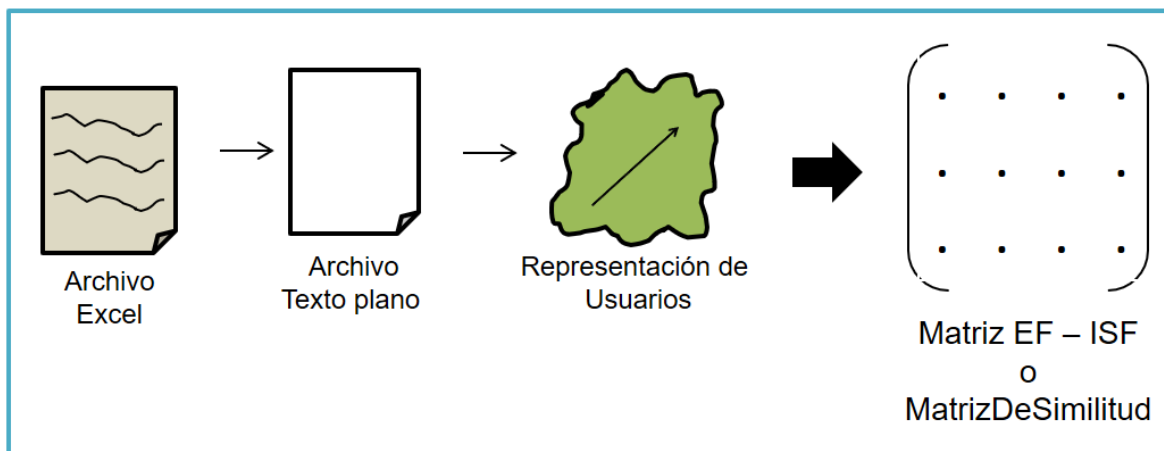 Archivo
Excel
Archivo
Texto plano
Representación de
Usuarios
Matriz EF – ISF
o
MatrizDeSimilitud